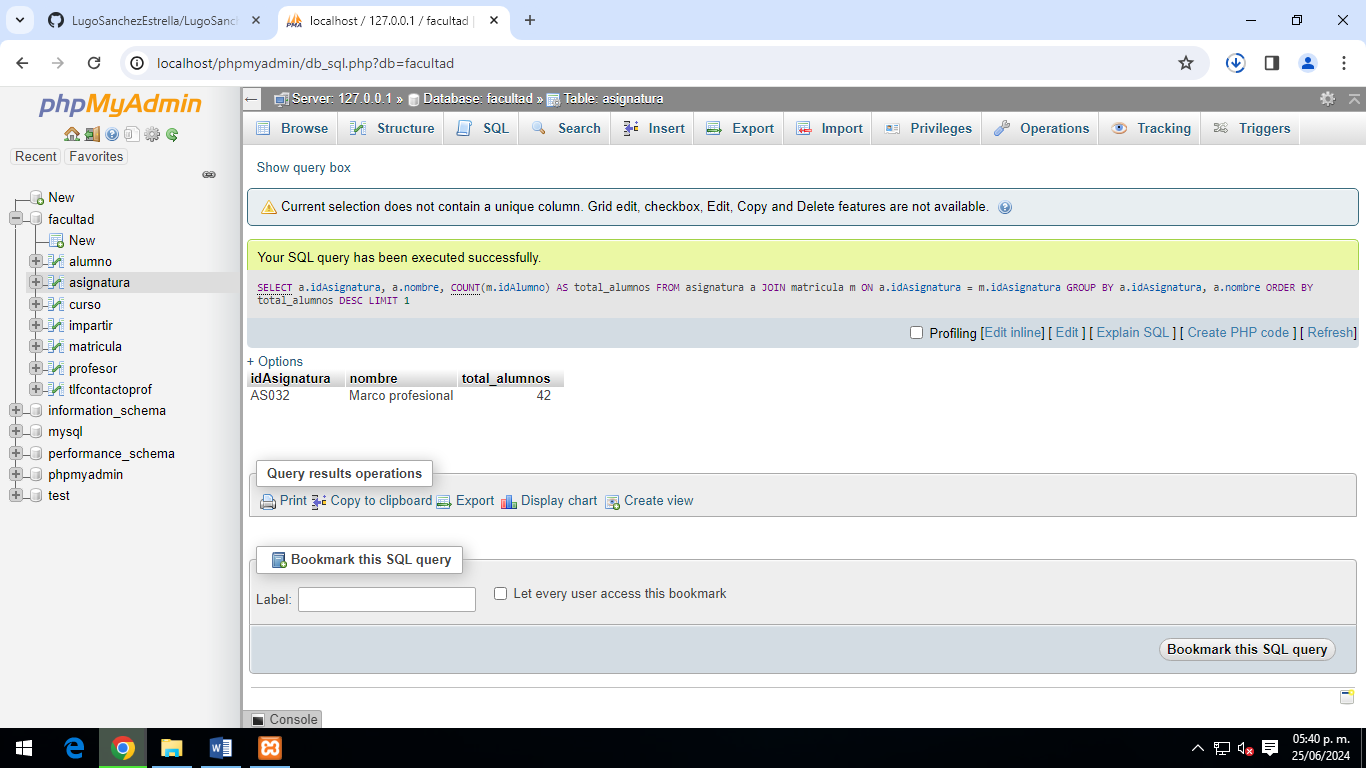 LugoSanchezEstrella/LugoSanc
localhost / 127.0.0.1 / facultad |
localhost/phpmyadmin/db_sql.php?db=facultad
phpMyAdmin
Recent Favorites
New
facultad
New
alumno
asignatura
curso
impartir
matricula
profesor
tlfcontactoprof
information_schema
mysql
performance_schema
phpmyadmin
test
Server: 127.0.0.1 » Database: facultad » Table: asignatura
Browse Structure SQL Search Insert Export Import Privileges Operations Tracking Triggers
Show query box
Current selection does not contain a unique column. Grid edit, checkbox, Edit, Copy and Delete features are not available.
Your SQL query has been executed successfully.
SELECT a.idAsignatura, a.nombre, COUNT(m.idAlumno) AS total_alumnos FROM asignatura a JOIN matricula m ON a.idAsignatura = m.idAsignatura GROUP BY a.idAsignatura, a.nombre ORDER BY
total_alumnos DESC LIMIT 1
Profiling [Edit inline] [ Edit ] [ Explain SQL ] [ Create PHP code ] [ Refresh]
+ Options
idAsignatura nombre total_alumnos
AS032 Marco profesional 42
Query results operations
Print Copy to clipboard Export Display chart Create view
Bookmark this SQL query
Label: Let every user access this bookmark
Bookmark this SQL query
Console
05:40 p. m.
25/06/2024